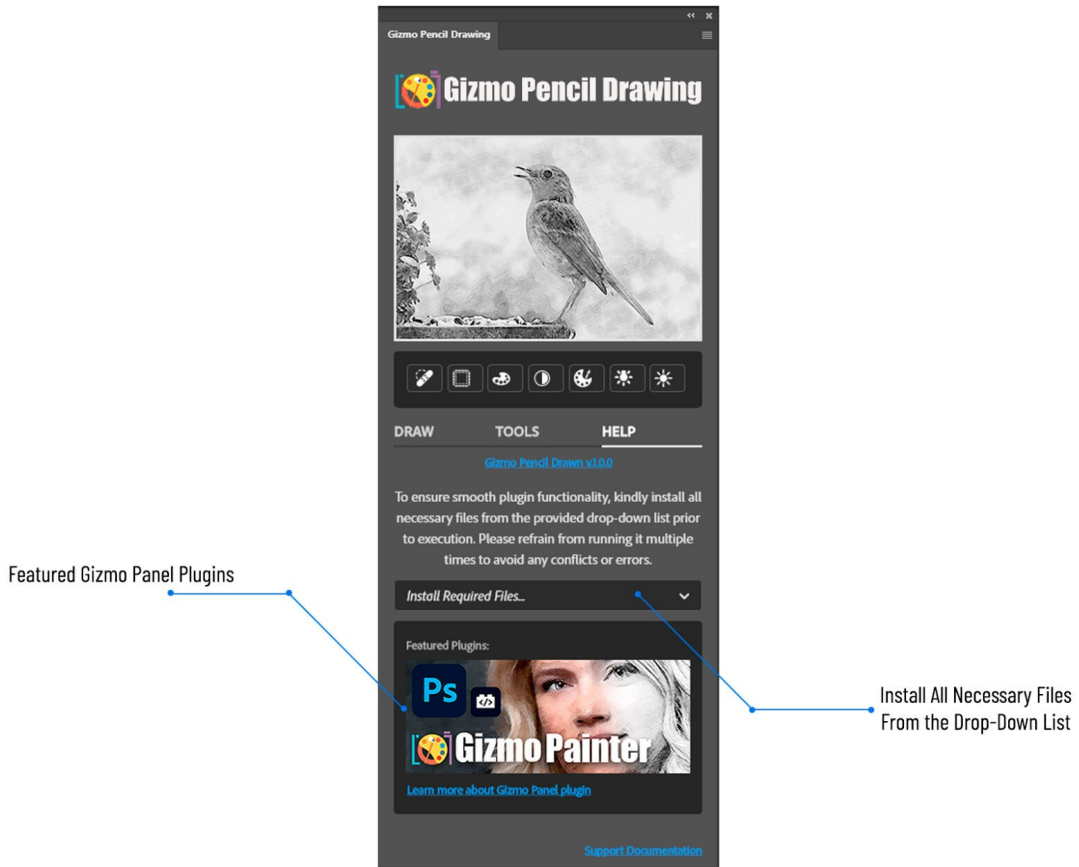 Gizmo Pencil Drawing
Gizmo Pencil Drawing
DRAW TOOLS HELP
Gizmo Pencil Drawn v.1.0.0
To ensure smooth plugin functionality, kindly install all
necessary files from the provided drop-down list prior
to execution. Please refrain from running it multiple
times to avoid any conflicts or errors.
Featured Gizmo Panel Plugins
Install Required Files...
Featured Plugins:
Ps
Gizmo Painter
Install All Necessary Files
From the Drop-Down List
Learn more about Gizmo Panel plugin
Support Documentation